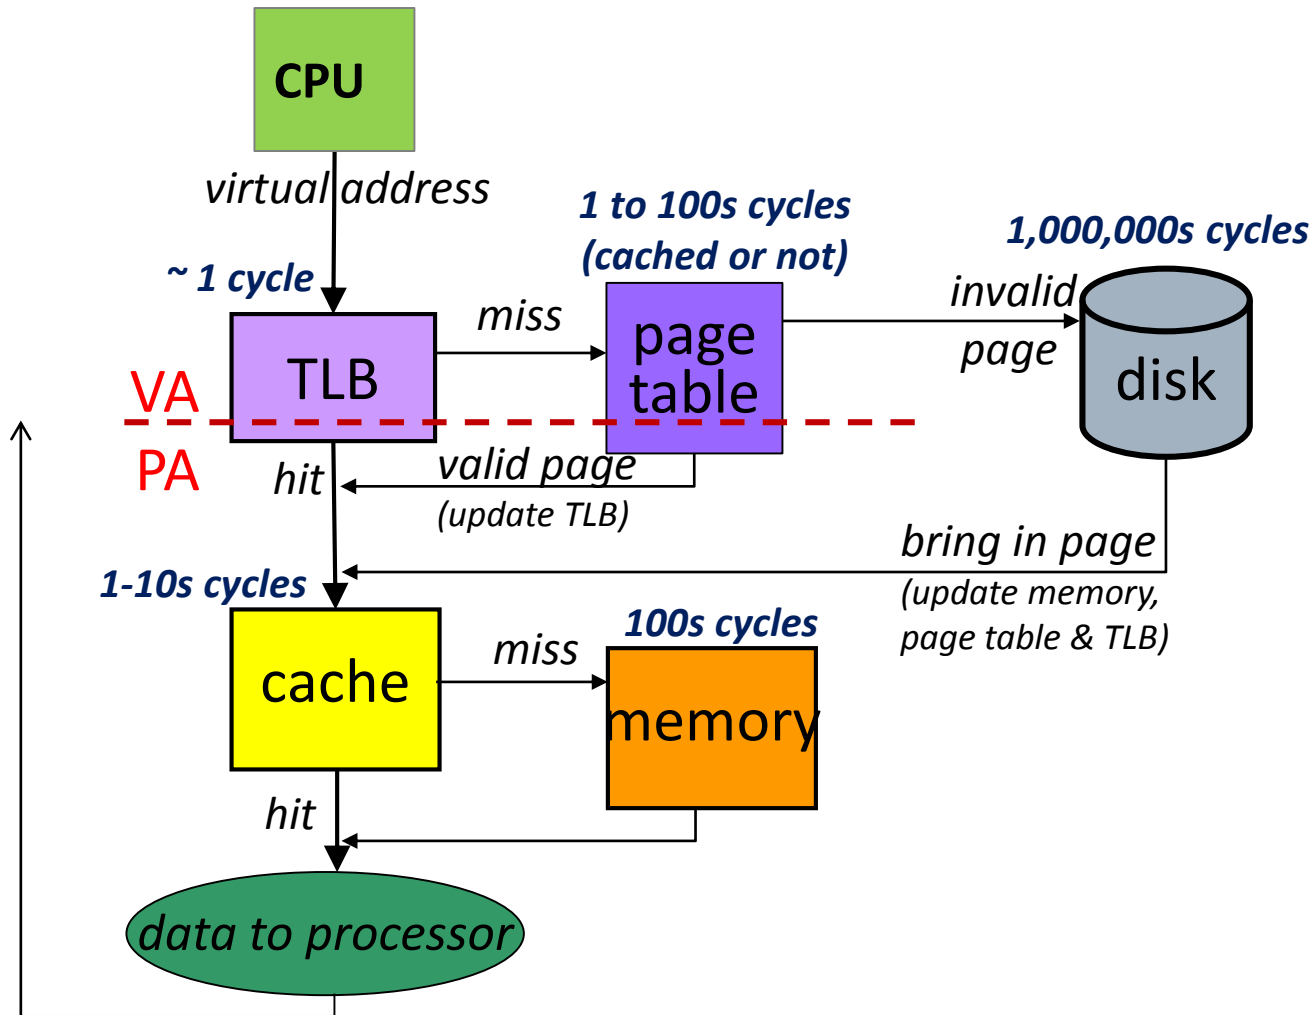 CPU
virtual address
1 to 100s cycles
(cached or not)
1,000,000s cycles
~ 1 cycle
miss
invalid
page
page
table
TLB
disk
VA
PA
hit
valid page
(update TLB)
bring in page
(update memory,
page table & TLB)
1-10s cycles
100s cycles
miss
cache
memory
hit
data to processor